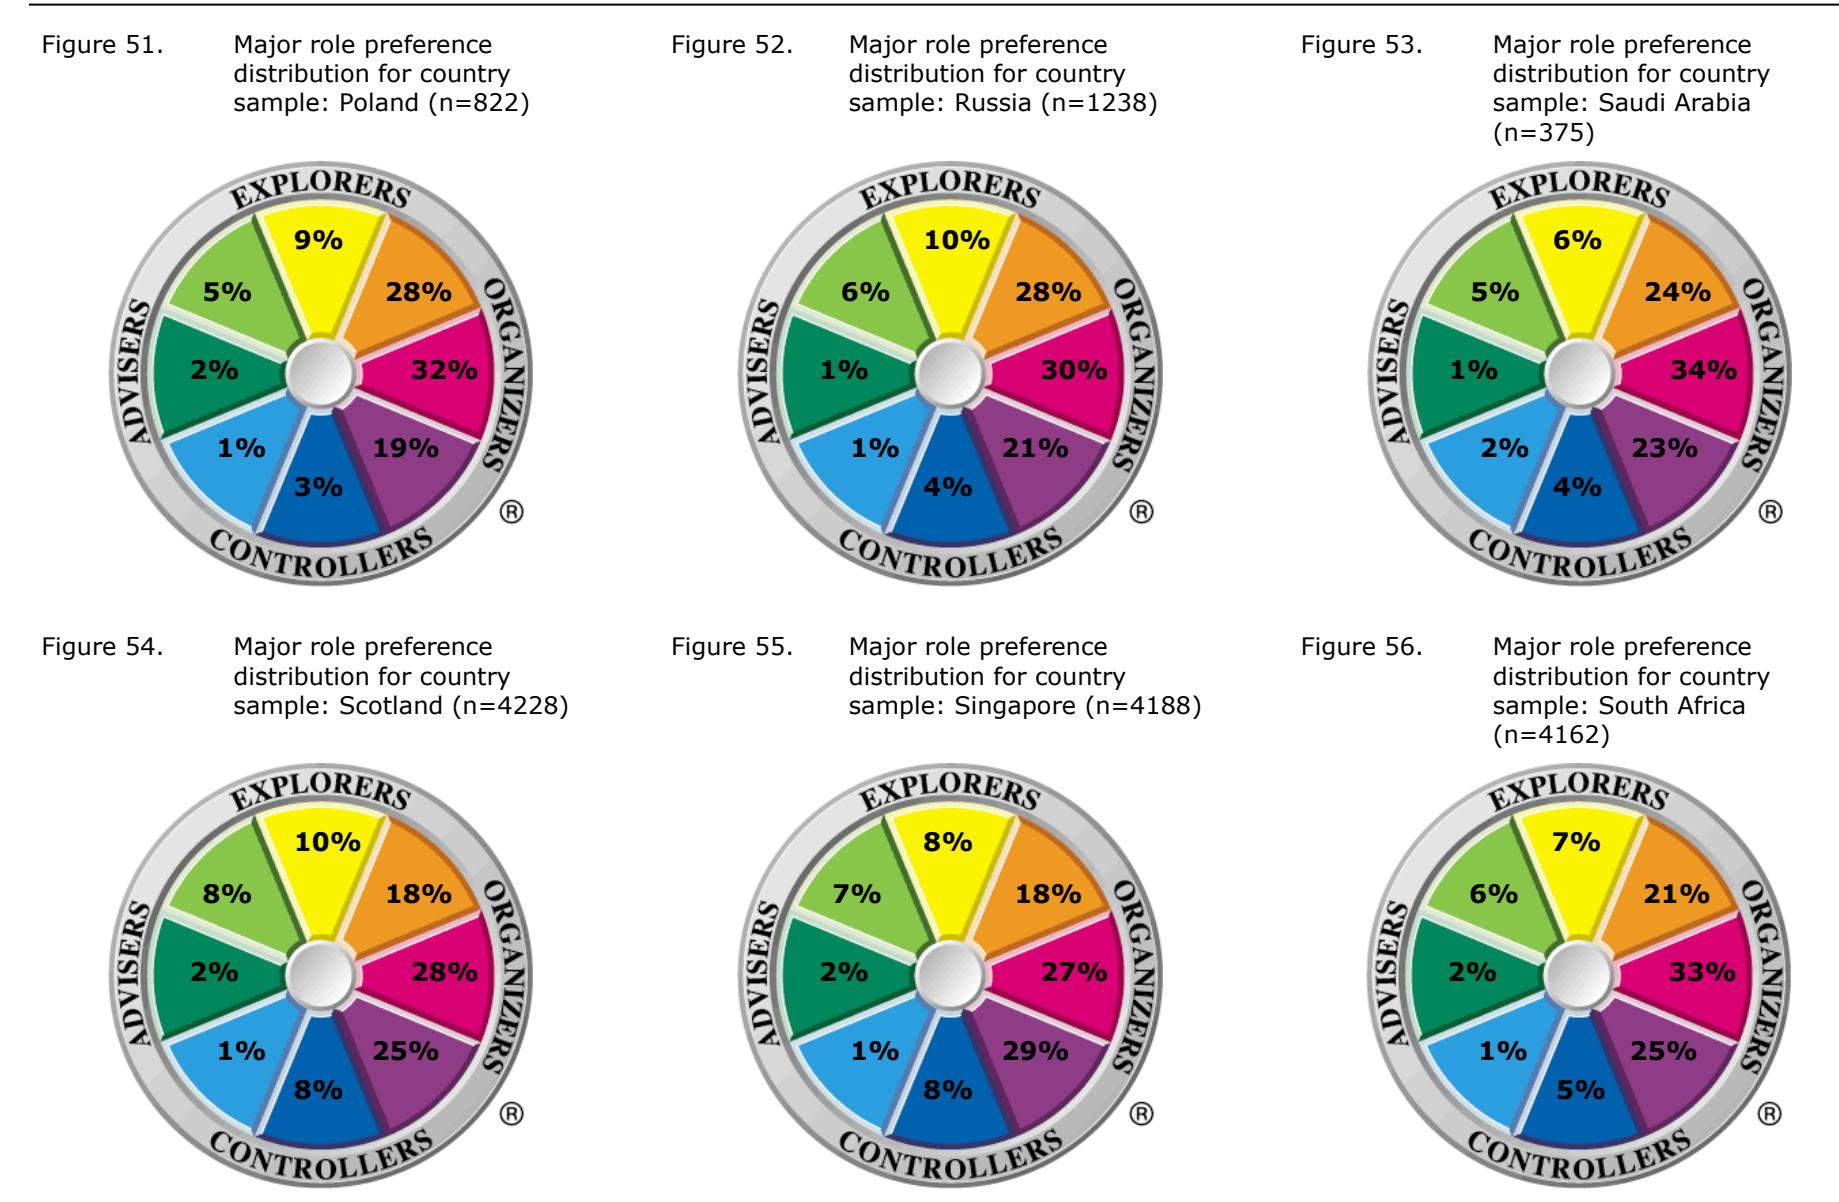 Figure 51. Major role preference
distribution for country
sample: Poland (n=822)
EXPLORERS
ORGANIZERS
CONTROLLERS
ADVISERS
9%
28%
32%
19%
3%
1%
2%
5%
®
Figure 52. Major role preference
distribution for country
sample: Russia (n=1238)
EXPLORERS
ORGANIZERS
CONTROLLERS
ADVISERS
10%
28%
30%
21%
4%
1%
1%
6%
®
Figure 53. Major role preference
distribution for country
sample: Saudi Arabia
(n=375)
EXPLORERS
ORGANIZERS
CONTROLLERS
ADVISERS
6%
24%
34%
23%
4%
2%
1%
5%
®
Figure 54. Major role preference
distribution for country
sample: Scotland (n=4228)
EXPLORERS
ORGANIZERS
CONTROLLERS
ADVISERS
10%
18%
28%
25%
8%
1%
2%
8%
®
Figure 55. Major role preference
distribution for country
sample: Singapore (n=4188)
EXPLORERS
ORGANIZERS
CONTROLLERS
ADVISERS
8%
18%
27%
29%
8%
1%
2%
7%
®
Figure 56. Major role preference
distribution for country
sample: South Africa
(n=4162)
EXPLORERS
ORGANIZERS
CONTROLLERS
ADVISERS
7%
21%
33%
25%
5%
1%
2%
6%
®